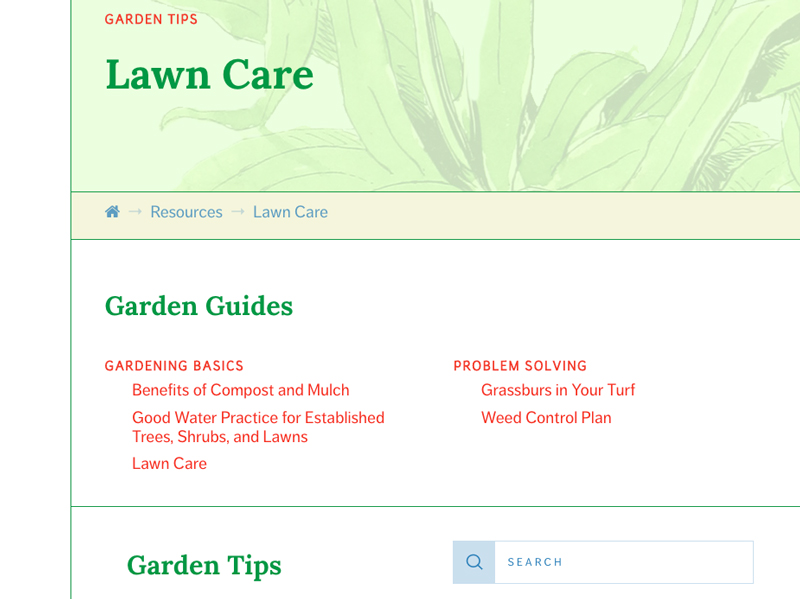 GARDEN TIPS
Lawn Care
→ Resources → Lawn Care
Garden Guides
GARDENING BASICS
Benefits of Compost and Mulch
Good Water Practice for Established
Trees, Shrubs, and Lawns
Lawn Care
PROBLEM SOLVING
Grassburs in Your Turf
Weed Control Plan
Garden Tips
SEARCH